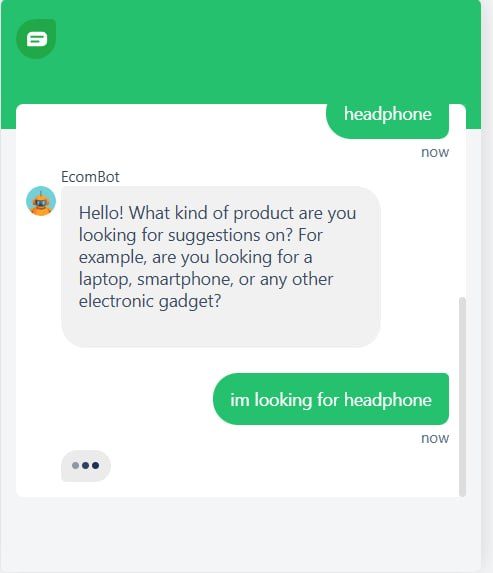 headphone
now
EcomBot
Hello! What kind of product are you
looking for suggestions on? For
example, are you looking for a
laptop, smartphone, or any other
electronic gadget?
im looking for headphone
now